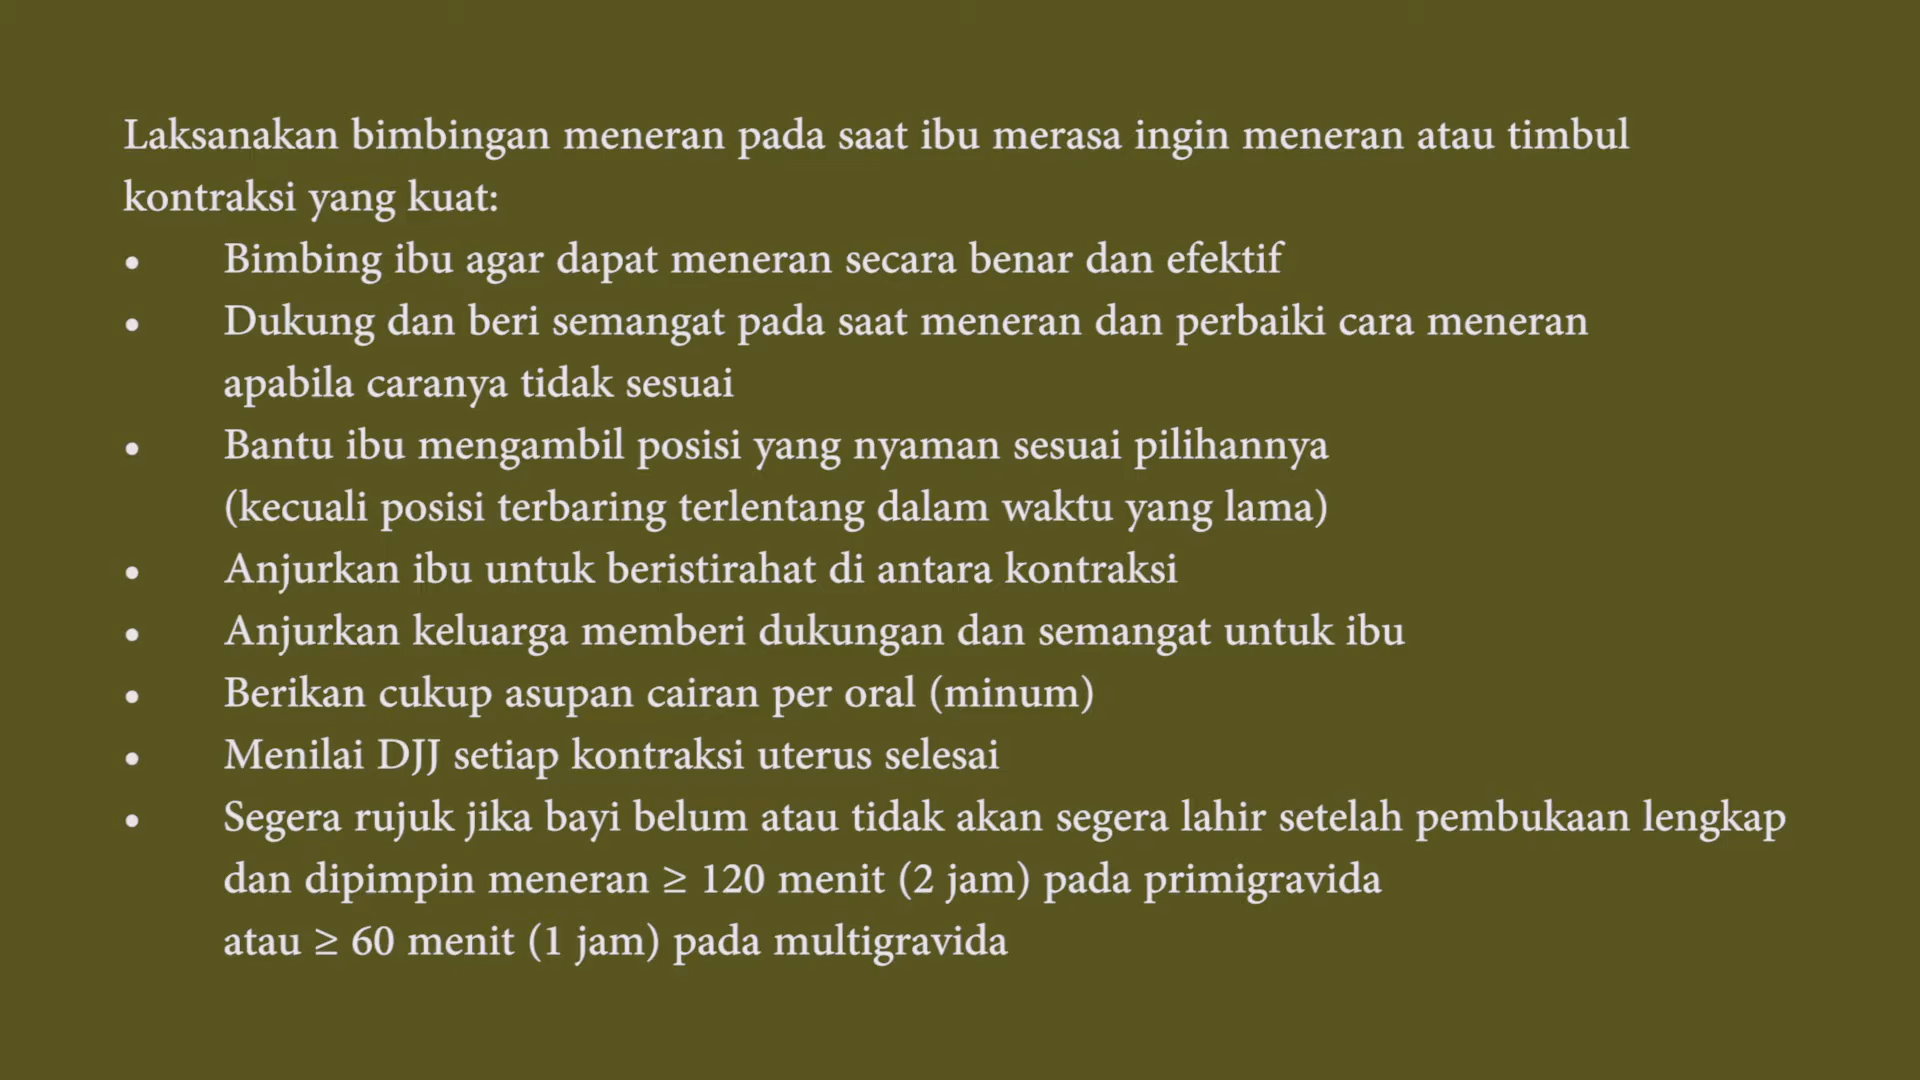 Laksanakan bimbingan meneran pada saat ibu merasa ingin meneran atau timbul
kontraksi yang kuat:
• Bimbing ibu agar dapat meneran secara benar dan efektif
• Dukung dan beri semangat pada saat meneran dan perbaiki cara meneran
apabila caranya tidak sesuai
• Bantu ibu mengambil posisi yang nyaman sesuai pilihannya
(kecuali posisi terbaring terlentang dalam waktu yang lama)
• Anjurkan ibu untuk beristirahat di antara kontraksi
• Anjurkan keluarga memberi dukungan dan semangat untuk ibu
• Berikan cukup asupan cairan per oral (minum)
• Menilai DJJ setiap kontraksi uterus selesai
• Segera rujuk jika bayi belum atau tidak akan segera lahir setelah pembukaan lengkap
dan dipimpin meneran ≥ 120 menit (2 jam) pada primigravida
atau ≥ 60 menit (1 jam) pada multigravida